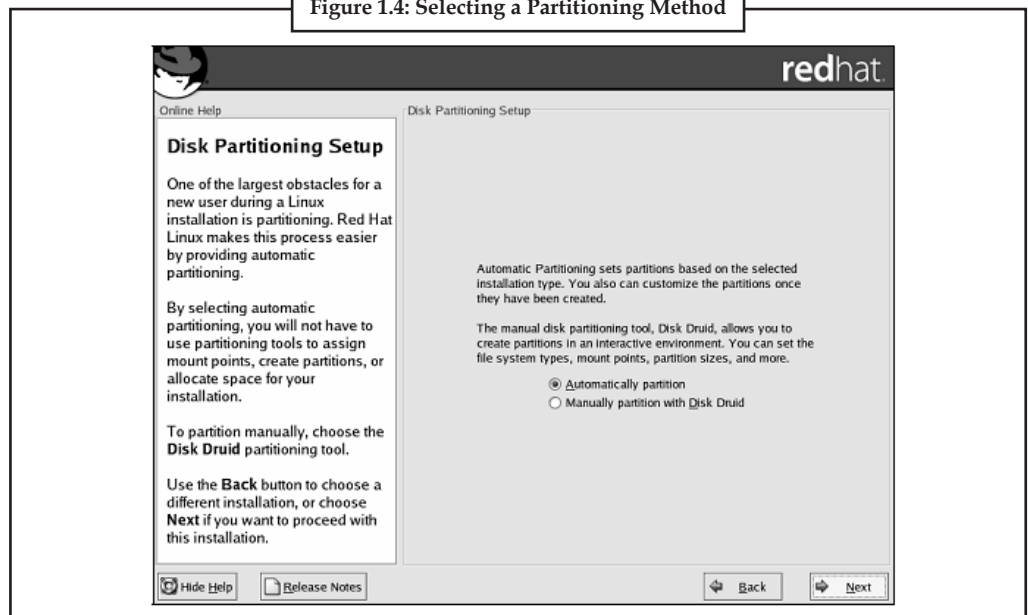 Figure 1.4: Selecting a Partitioning Method
redhat.
Online Help
Disk Partitioning Setup
One of the largest obstacles for a
new user during a Linux
installation is partitioning. Red Hat
Linux makes this process easier
by providing automatic
partitioning.
By selecting automatic
partitioning, you will not have to
use partitioning tools to assign
mount points, create partitions, or
allocate space for your
installation.
To partition manually, choose the
Disk Druid partitioning tool.
Use the Back button to choose a
different installation, or choose
Next if you want to proceed with
this installation.
Disk Partitioning Setup
Automatic Partitioning sets partitions based on the selected
installation type. You also can customize the partitions once
they have been created.
The manual disk partitioning tool, Disk Druid, allows you to
create partitions in an interactive environment. You can set the
file system types, mount points, partition sizes, and more.
Automatically partition
Manually partition with Disk Druid
Hide Help
Release Notes
Back
Next